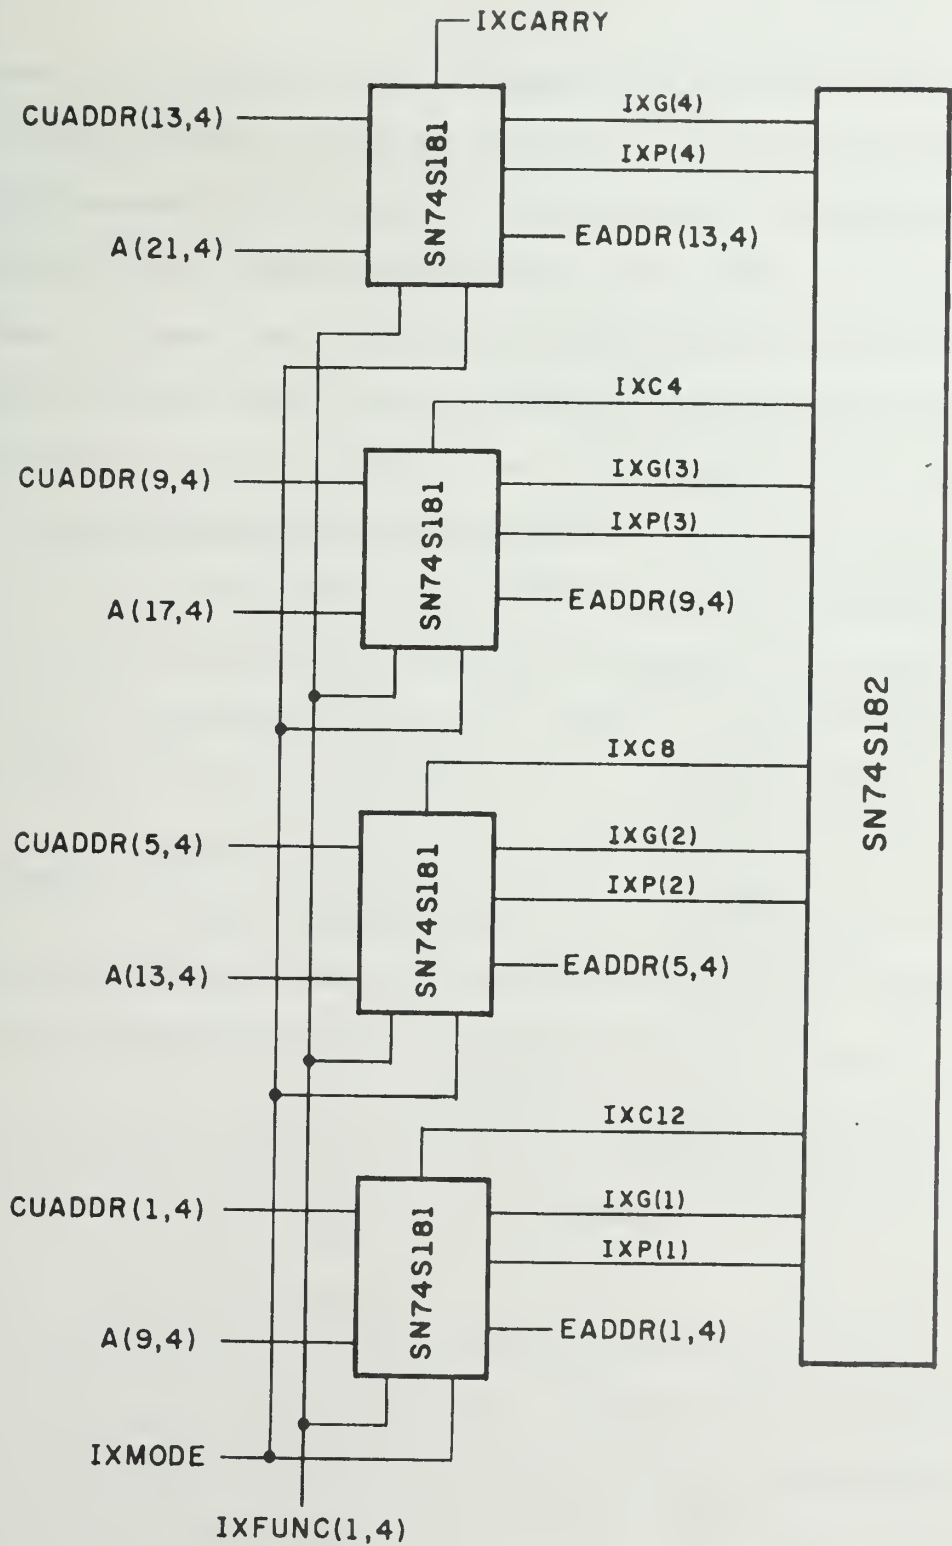 IXCARRY
CUADDR(13,4)
A(21,4)
SN74S181
IXG(4)
IXP(4)
EADDR(13,4)
IXC4
CUADDR(9,4)
A(17,4)
SN74S181
IXG(3)
IXP(3)
EADDR(9,4)
IXC8
CUADDR(5,4)
A(13,4)
SN74S181
IXG(2)
IXP(2)
EADDR(5,4)
IXC12
CUADDR(1,4)
A(9,4)
SN74S181
IXG(1)
IXP(1)
EADDR(1,4)
SN74S182
IXMODE
IXFUNC(1,4)